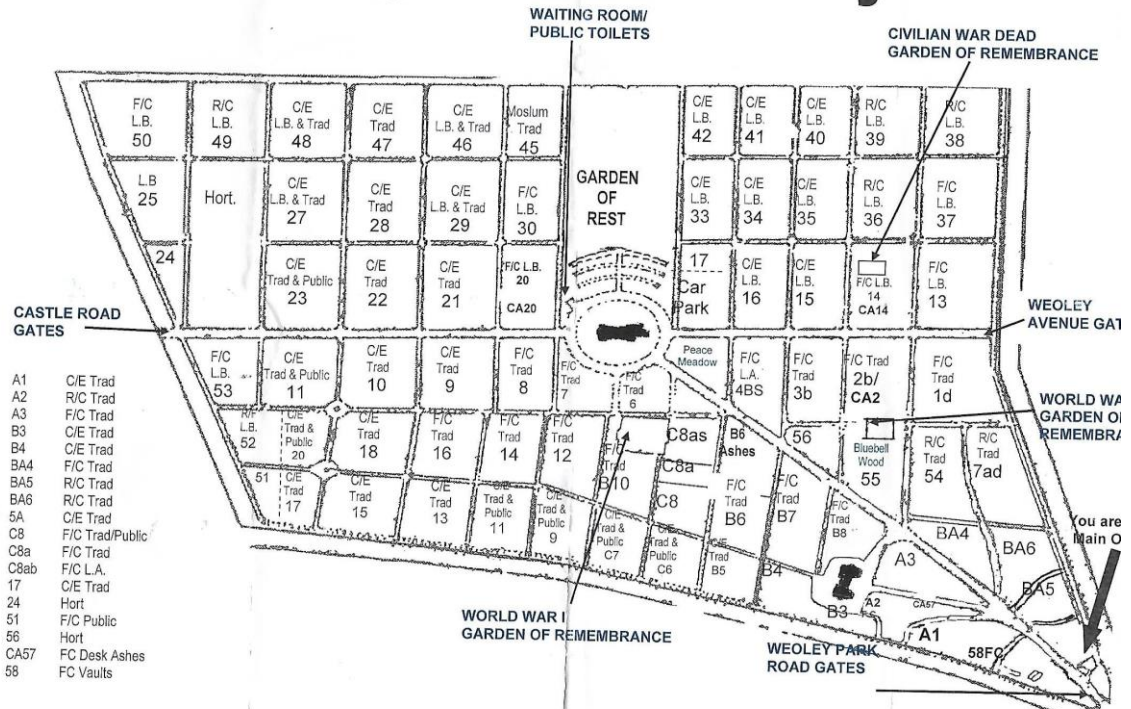 WAITING ROOM/
PUBLIC TOILETS
CIVILIAN WAR DEAD
GARDEN OF REMBRANCE
F/C
L.B.
50
R/C
L.B.
49
C/E
L.B. & Trad
48
C/E
Trad
47
C/E
L.B. & Trad
46
Moslum
Trad
45
C/E
L.B.
42
C/E
L.B.
41
C/E
L.B.
40
R/C
L.B.
39
R/C
L.B.
38
L.B
25
Hort.
C/E
L.B. & Trad
27
C/E
Trad
28
C/E
L.B. & Trad
29
F/C
L.B.
30
GARDEN
OF
REST
C/E
L.B.
33
C/E
L.B.
34
C/E
L.B.
35
R/C
L.B.
36
F/C
L.B.
37
24
C/E
Trad & Public
23
C/E
Trad
22
C/E
Trad
21
F/C L.B.
20
CA20
17
Car
Park
C/E
L.B.
16
C/E
L.B.
15
F/C L.B.
14
CA14
F/C
L.B.
13
CASTLE ROAD
GATES
WEOLEY
AVENUE GAT
F/C
L.B.
53
C/E
Trad & Public
11
C/E
Trad
10
C/E
Trad
9
F/C
Trad
8
F/C
Trad
7
F/C
Trad
6
Peace
Meadow
F/C
L.A.
4BS
F/C
Trad
3b
F/C Trad
2b/
CA2
F/C
Trad
1d
WORLD WA
GARDEN OF
REMEMBRA
L.B.
52
C/E
Trad
&
Public
20
C/E
Trad
18
F/C
Trad
16
F/C
Trad
14
F/C
Trad
12
F/C
Trad
B10
C8as
C8a
C8
B6
Ashes
56
Bluebell
Wood
55
R/C
Trad
54
R/C
Trad
7ad
51
C/E
Trad
17
C/E
Trad
15
C/E
Trad
13
C/E
Trad &
Public
11
C/E
Trad &
Public
9
C/E
Trad &
Public
C7
C/E
Trad &
Public
C6
C/E
Trad
B5
F/C
Trad
B6
F/C
Trad
B7
F/C
Trad
B8
B4
A3
BA4
BA6
BA5
B3
A2
CA57
A1
58FC
You are
Main O
WORLD WAR I
GARDEN OF REMEMBRANCE
WEOLEY PARK
ROAD GATES
A1 C/E Trad
A2 R/C Trad
A3 F/C Trad
B3 C/E Trad
B4 C/E Trad
BA4 F/C Trad
BA5 R/C Trad
BA6 R/C Trad
5A C/E Trad
C8 F/C Trad/Public
C8a F/C Trad
C8ab F/C L.A.
17 C/E Trad
24 Hort
51 F/C Public
56 Hort
CA57 FC Desk Ashes
58 FC Vaults